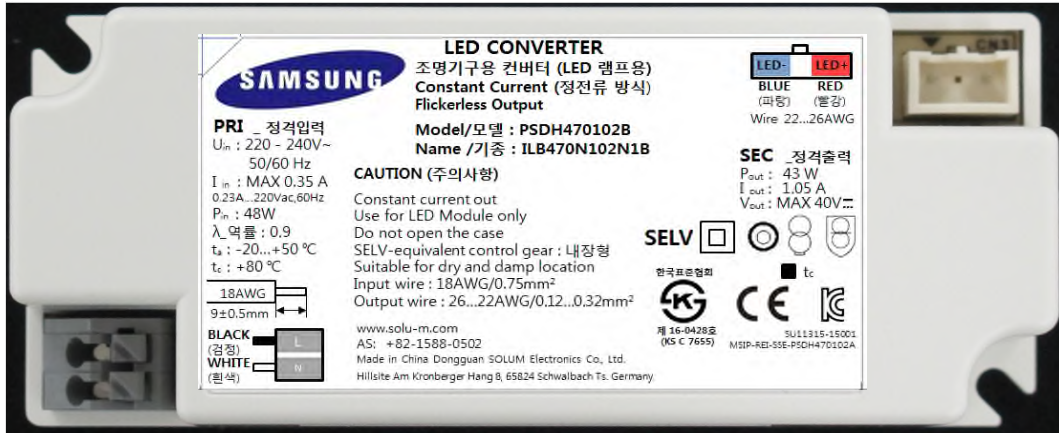 SAMSUNG
LED CONVERTER
조명기구용 컨버터 (LED 램프용)
Constant Current (정전류 방식)
Flickerless Output
Model/모델 : PSDH470102B
Name /기종 : ILB470N102N1B
LED- LED+
BLUE RED
(파랑) (빨강)
Wire 22...26AWG
CN3
PRI _ 정격입력
Uin : 220 - 240V~
50/60 Hz
I in : MAX 0.35 A
0.23A...220Vac,60Hz
Pin : 48W
λ_역률 : 0.9
ta : -20...+50 ℃
tc : +80 ℃
18AWG
9±0.5mm
BLACK
(검정)
L
WHITE
(흰색)
N
CAUTION (주의사항)
Constant current out
Use for LED Module only
Do not open the case
SELV-equivalent control gear : 내장형
Suitable for dry and damp location
Input wire : 18AWG/0.75mm²
Output wire : 26...22AWG/0.12...0.32mm²
www.solu-m.com
AS: +82-1588-0502
Made in China Dongguan SOLUM Electronics Co., Ltd.
Hillsite Am Kronberger Hang 8, 65824 Schwalbach Ts. Germany
SEC _정격출력
Pout : 43 W
I out : 1.05 A
Vout : MAX 40V
SELV
tc
한국표준협회
제 16-0428호
(KS C 7655)
CE
SU11315-15001
MSIP-REI-SSE-PSDH470102A